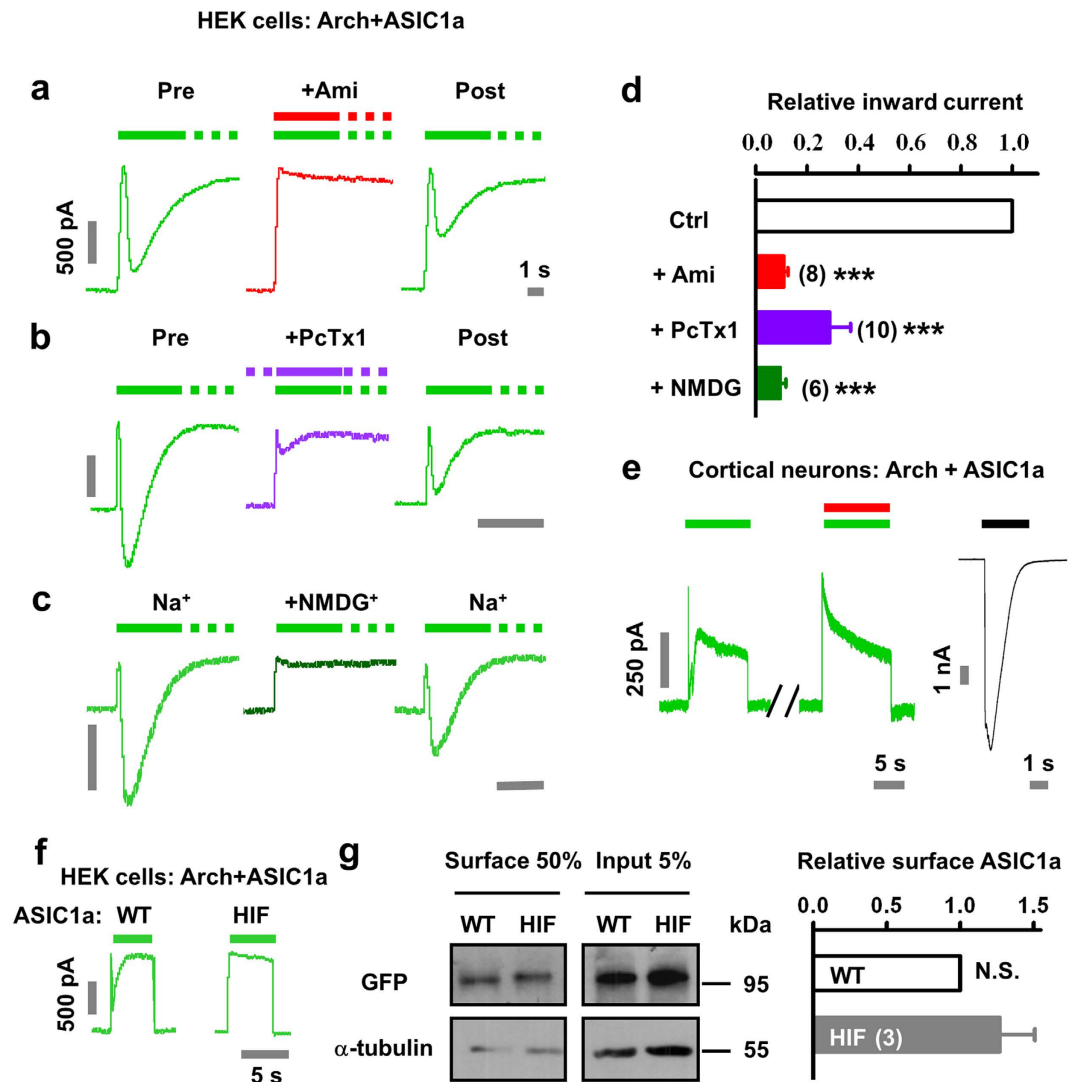 HEK cells: Arch+ASIC1a
a
Pre
+Ami
Post
500 pA
1 s
b
Pre
+PcTx1
Post
c
Na⁺
+NMDG⁺
Na⁺
d
Relative inward current
0.0 0.2 0.4 0.6 0.8 1.0
Ctrl
+ Ami (8) ***
+ PcTx1 (10) ***
+ NMDG (6) ***
e
Cortical neurons: Arch + ASIC1a
250 pA
5 s
1 nA
1 s
f
HEK cells: Arch+ASIC1a
ASIC1a: WT HIF
500 pA
5 s
g
Surface 50% Input 5%
WT HIF WT HIF kDa
GFP 95
α-tubulin 55
Relative surface ASIC1a
0.0 0.5 1.0 1.5
WT N.S.
HIF (3)